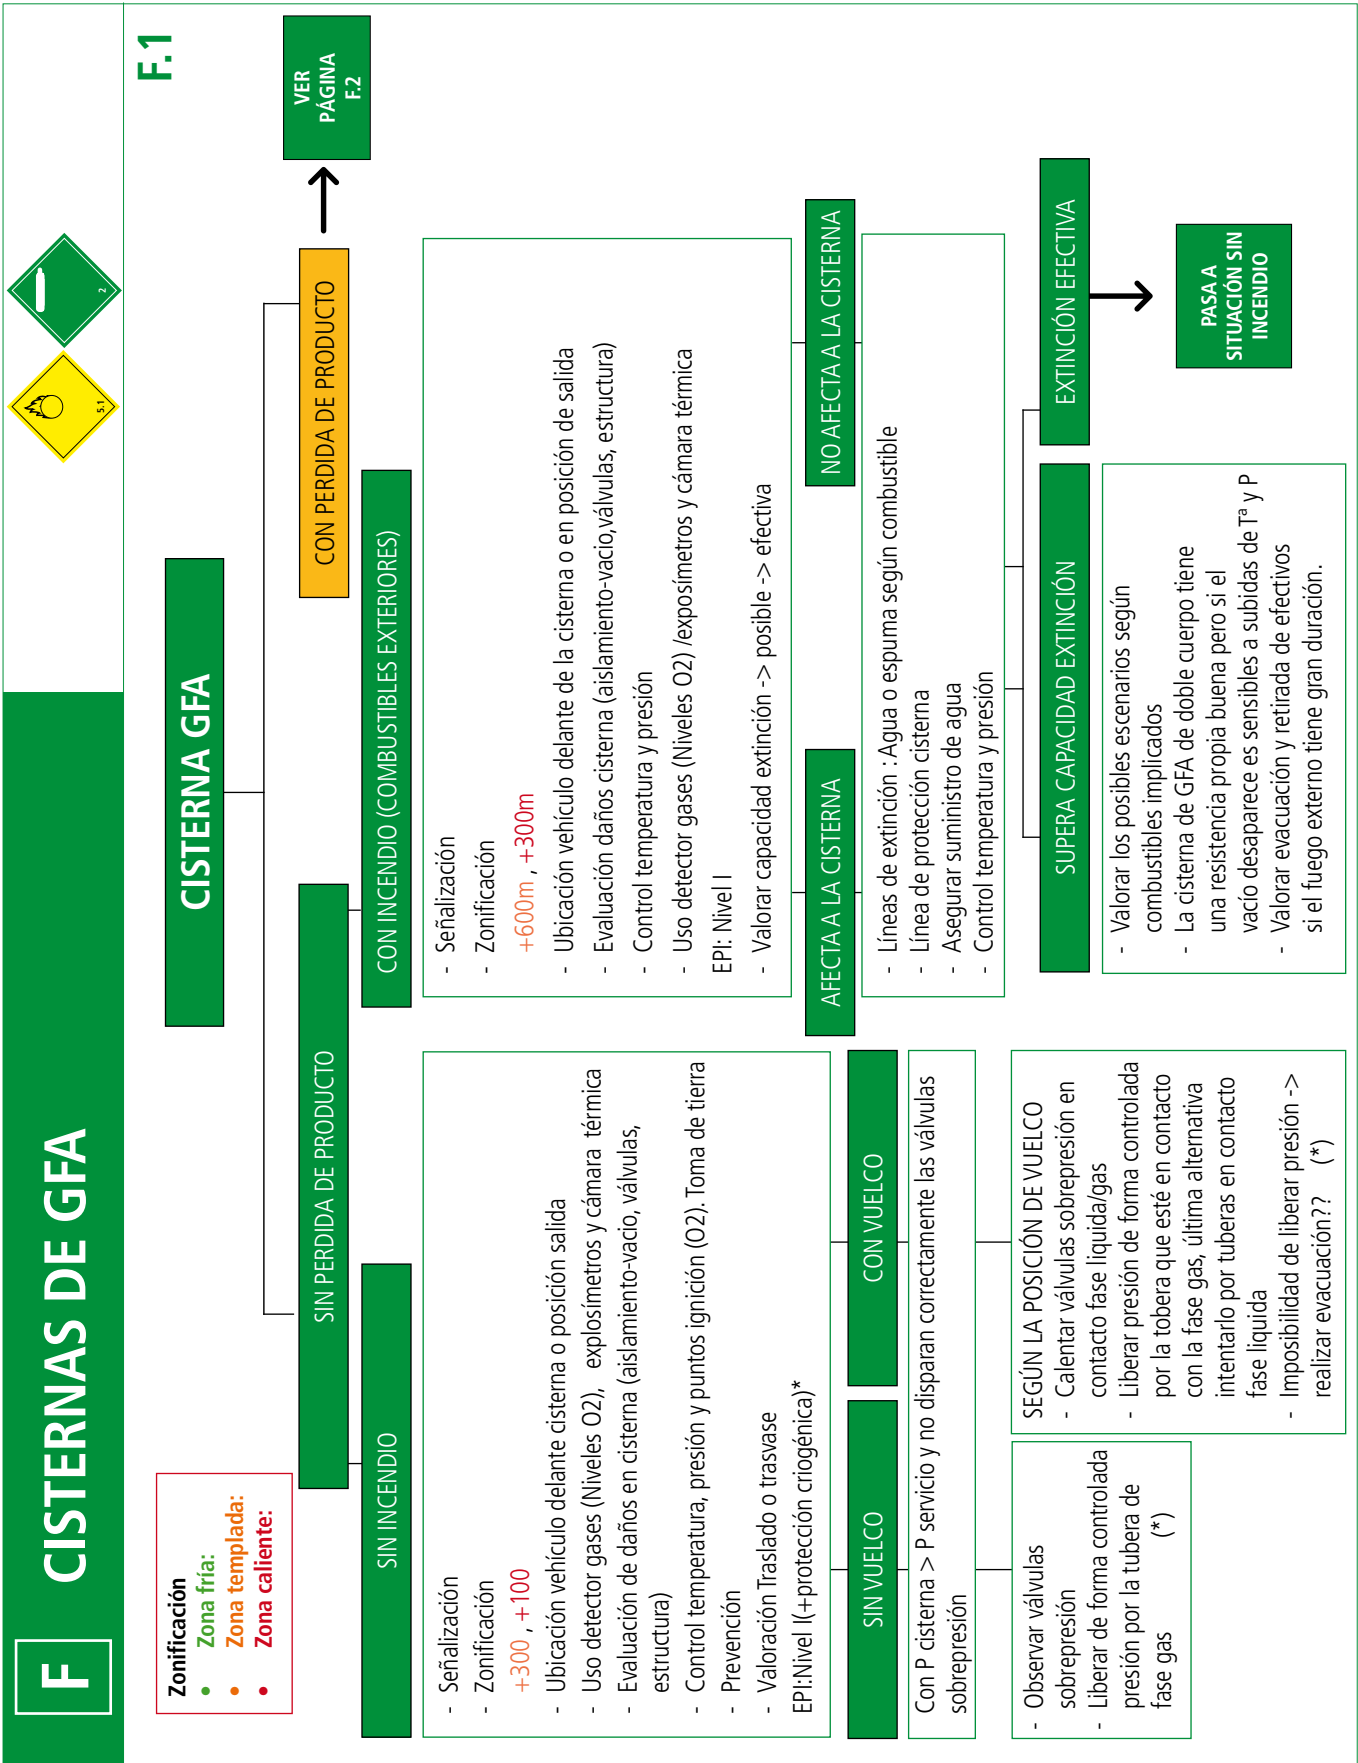 F CISTERNAS DE GFA
5.1
2
F.1
Zonificación
• Zona fría:
• Zona templada:
• Zona caliente:
CISTERNA GFA
SIN PERDIDA DE PRODUCTO
CON PERDIDA DE PRODUCTO
VER
PÁGINA
F.2
SIN INCENDIO
- Señalización
- Zonificación
+300 , +100
- Ubicación vehículo delante cisterna o posición salida
- Uso detector gases (Niveles O2), explosímetros y cámara térmica
- Evaluación de daños en cisterna (aislamiento-vacio, válvulas,
estructura)
- Control temperatura, presión y puntos ignición (O2). Toma de tierra
- Prevención
- Valoración Traslado o trasvase
EPI:Nivel I(+protección criogénica)*
SIN VUELCO
CON VUELCO
Con P cisterna > P servicio y no disparan correctamente las válvulas
sobrepresión
- Observar válvulas
sobrepresión
- Liberar de forma controlada
presión por la tubera de
fase gas (*)
SEGÚN LA POSICIÓN DE VUELCO
- Calentar válvulas sobrepresión en
contacto fase liquida/gas
- Liberar presión de forma controlada
por la tobera que esté en contacto
con la fase gas, última alternativa
intentarlo por tuberas en contacto
fase liquida
- Imposibilidad de liberar presión ->
realizar evacuación?? (*)
CON INCENDIO (COMBUSTIBLES EXTERIORES)
- Señalización
- Zonificación
+600m , +300m
- Ubicación vehículo delante de la cisterna o en posición de salida
- Evaluación daños cisterna (aislamiento-vacio,válvulas, estructura)
- Control temperatura y presión
- Uso detector gases (Niveles O2) /exposímetros y cámara térmica
EPI: Nivel I
- Valorar capacidad extinción -> posible -> efectiva
AFECTA A LA CISTERNA
NO AFECTA A LA CISTERNA
- Líneas de extinción : Agua o espuma según combustible
- Línea de protección cisterna
- Asegurar suministro de agua
- Control temperatura y presión
SUPERA CAPACIDAD EXTINCIÓN
EXTINCIÓN EFECTIVA
- Valorar los posibles escenarios según
combustibles implicados
- La cisterna de GFA de doble cuerpo tiene
una resistencia propia buena pero si el
vacío desaparece es sensibles a subidas de Tª y P
- Valorar evacuación y retirada de efectivos
si el fuego externo tiene gran duración.
PASA A
SITUACIÓN SIN
INCENDIO